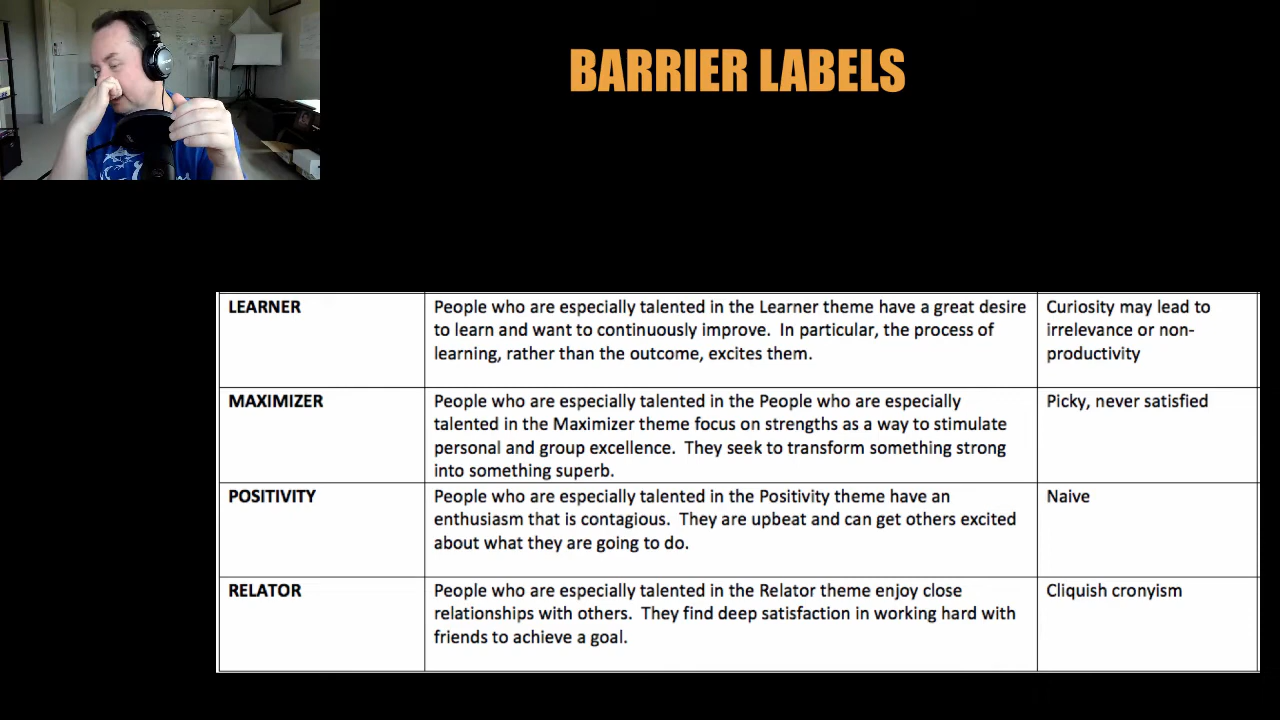 BARRIER LABELS
LEARNER
People who are especially talented in the Learner theme have a great desire
to learn and want to continuously improve. In particular, the process of
learning, rather than the outcome, excites them.
Curiosity may lead to
irrelevance or non-
productivity
MAXIMIZER
People who are especially talented in the People who are especially
talented in the Maximizer theme focus on strengths as a way to stimulate
personal and group excellence. They seek to transform something strong
into something superb.
Picky, never satisfied
POSITIVITY
People who are especially talented in the Positivity theme have an
enthusiasm that is contagious. They are upbeat and can get others excited
about what they are going to do.
Naive
RELATOR
People who are especially talented in the Relator theme enjoy close
relationships with others. They find deep satisfaction in working hard with
friends to achieve a goal.
Cliquish cronyism